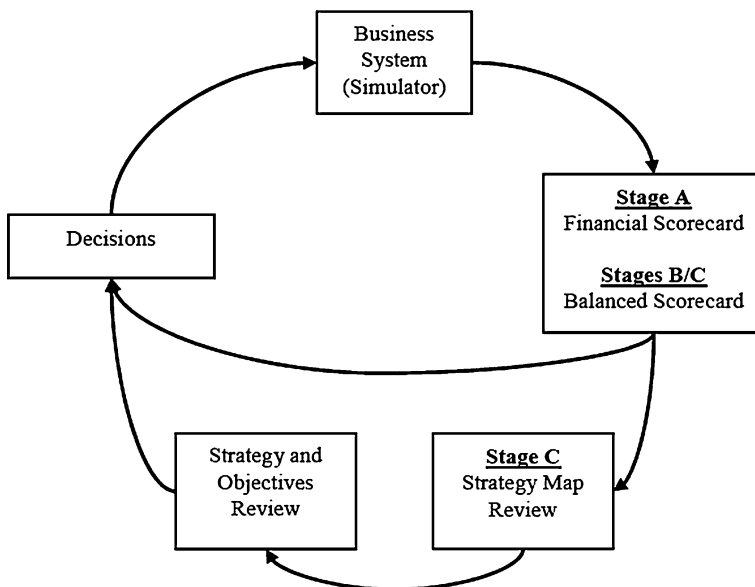 Business
System
(Simulator)
Stage A
Financial Scorecard
Stages B/C
Balanced Scorecard
Decisions
Strategy and
Objectives
Review
Stage C
Strategy Map
Review